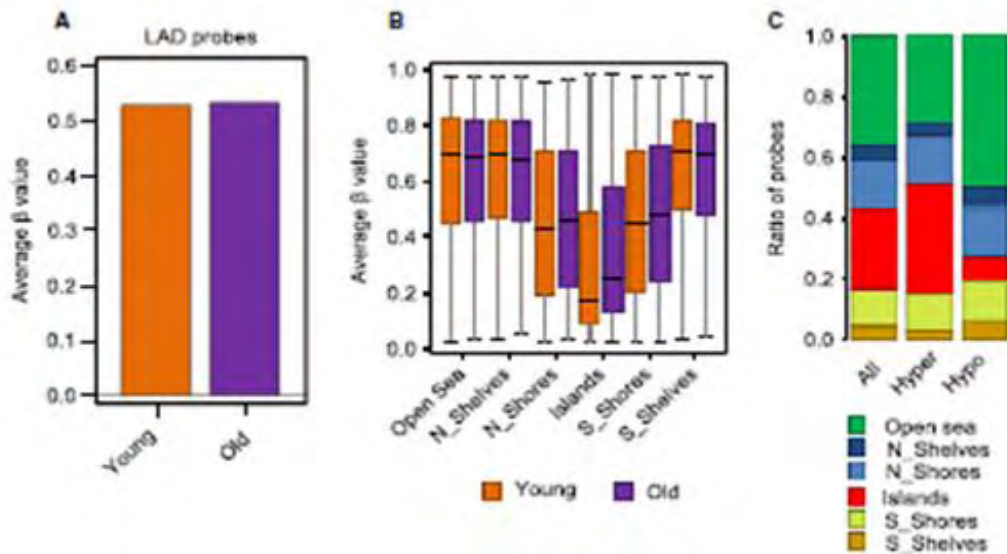 A
LAD probes
Average β value
0.6
0.5
0.4
0.3
0.2
0.1
0.0
Young
Old
B
Average β value
1.0
0.8
0.6
0.4
0.2
0.0
Open Sea
N_Shelves
N_Shores
Islands
S_Shores
S_Shelves
Young
Old
C
Ratio of probes
1.0
0.8
0.6
0.4
0.2
0.0
All
Hyper
Hypo
Open sea
N_Shelves
N_Shores
Islands
S_Shores
S_Shelves